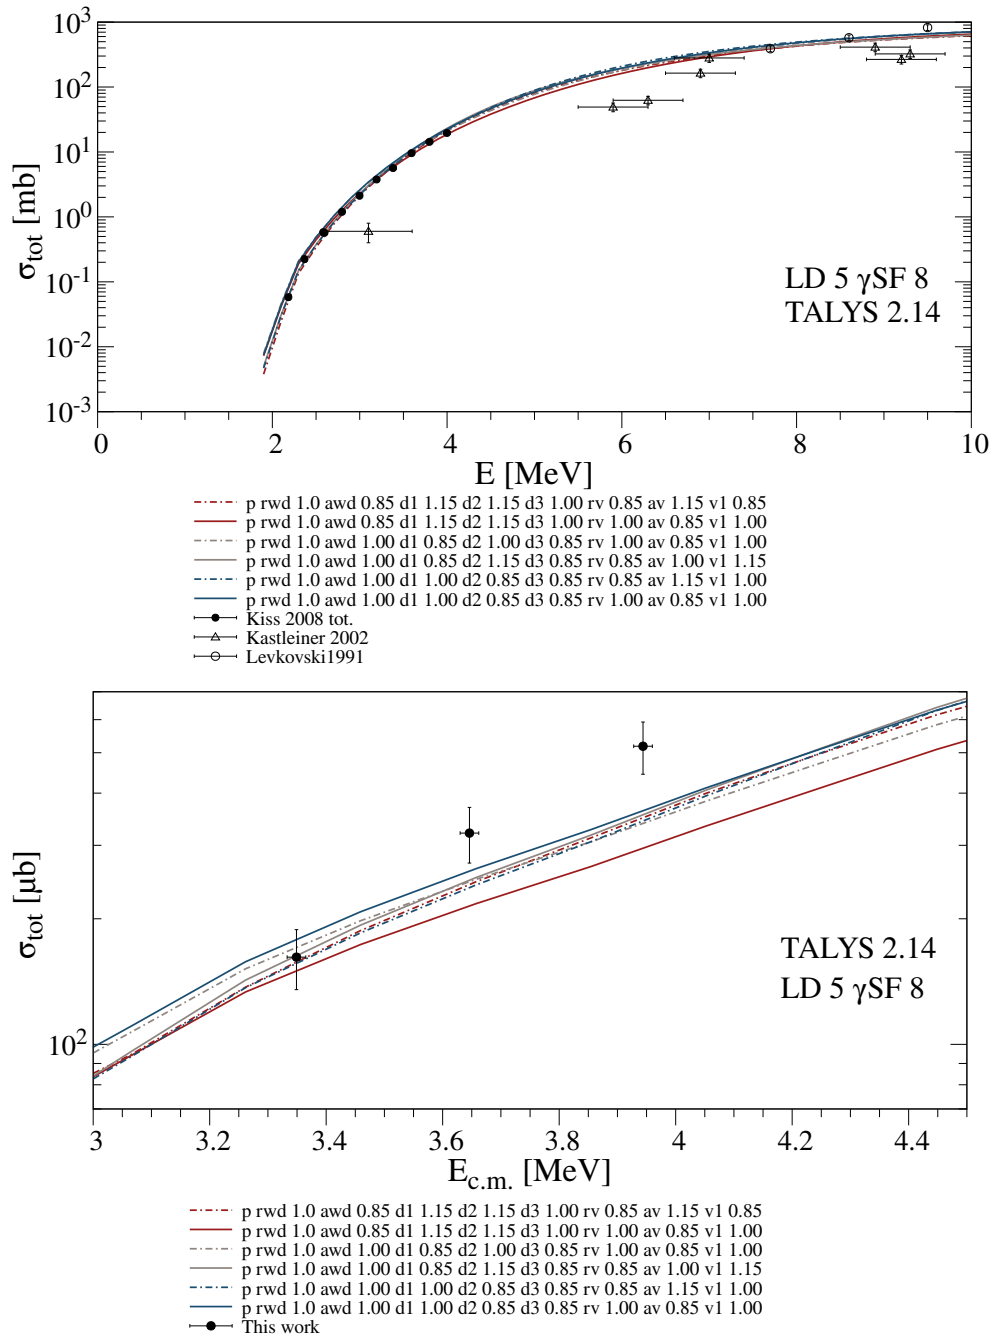 10^3
10^2
10^1
10^0
10^-1
10^-2
10^-3
σ_tot [mb]
LD 5 γSF 8
TALYS 2.14
0 2 4 6 8 10
E [MeV]
p rwd 1.0 awd 0.85 d1 1.15 d2 1.15 d3 1.00 rv 0.85 av 1.15 v1 0.85
p rwd 1.0 awd 0.85 d1 1.15 d2 1.15 d3 1.00 rv 1.00 av 0.85 v1 1.00
p rwd 1.0 awd 1.00 d1 0.85 d2 1.00 d3 0.85 rv 1.00 av 0.85 v1 1.00
p rwd 1.0 awd 1.00 d1 0.85 d2 1.15 d3 0.85 rv 0.85 av 1.00 v1 1.15
p rwd 1.0 awd 1.00 d1 1.00 d2 0.85 d3 0.85 rv 0.85 av 1.15 v1 1.00
p rwd 1.0 awd 1.00 d1 1.00 d2 0.85 d3 0.85 rv 1.00 av 0.85 v1 1.00
Kiss 2008 tot.
Kastleiner 2002
Levkovski1991
σ_tot [μb]
10^2
TALYS 2.14
LD 5 γSF 8
3 3.2 3.4 3.6 3.8 4 4.2 4.4
E_c.m. [MeV]
p rwd 1.0 awd 0.85 d1 1.15 d2 1.15 d3 1.00 rv 0.85 av 1.15 v1 0.85
p rwd 1.0 awd 0.85 d1 1.15 d2 1.15 d3 1.00 rv 1.00 av 0.85 v1 1.00
p rwd 1.0 awd 1.00 d1 0.85 d2 1.00 d3 0.85 rv 1.00 av 0.85 v1 1.00
p rwd 1.0 awd 1.00 d1 0.85 d2 1.15 d3 0.85 rv 0.85 av 1.00 v1 1.15
p rwd 1.0 awd 1.00 d1 1.00 d2 0.85 d3 0.85 rv 0.85 av 1.15 v1 1.00
p rwd 1.0 awd 1.00 d1 1.00 d2 0.85 d3 0.85 rv 1.00 av 0.85 v1 1.00
This work